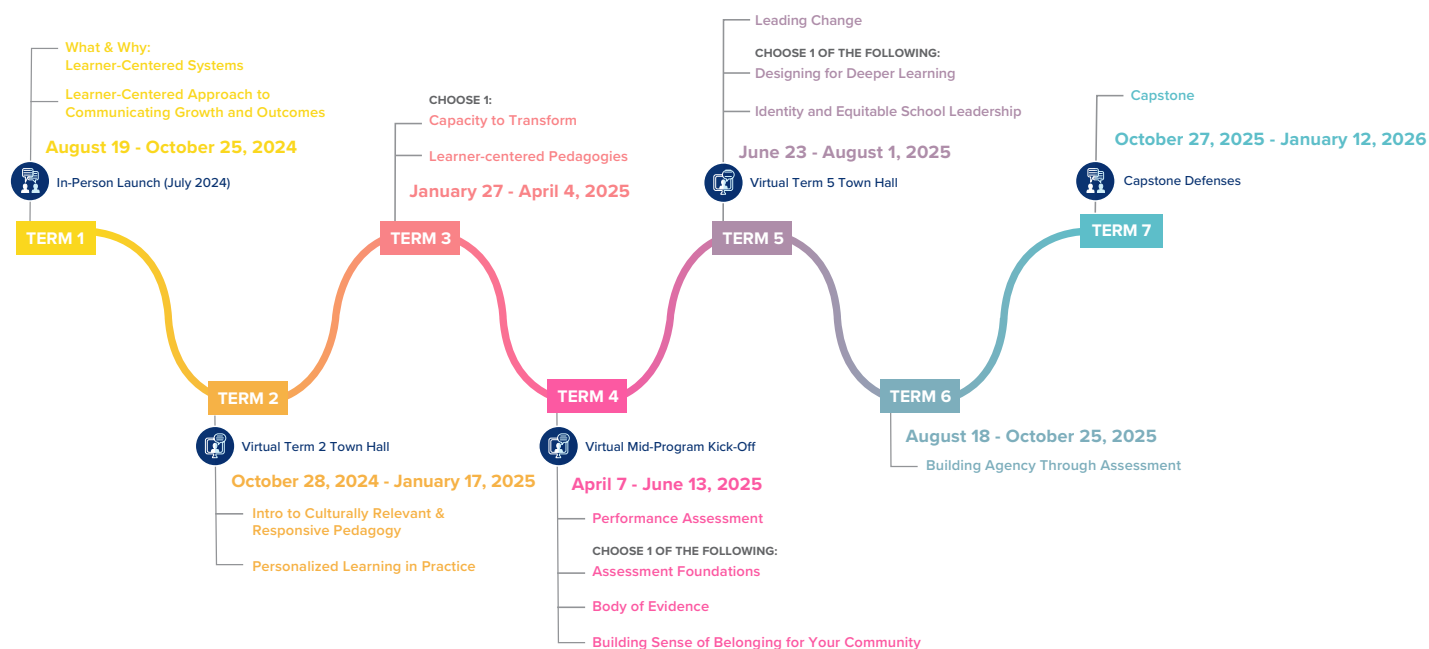 What & Why:
Learner-Centered Systems
Learner-Centered Approach to
Communicating Growth and Outcomes
August 19 - October 25, 2024
In-Person Launch (July 2024)
TERM 1
TERM 2
Virtual Term 2 Town Hall
October 28, 2024 - January 17, 2025
Intro to Culturally Relevant &
Responsive Pedagogy
Personalized Learning in Practice
CHOOSE 1:
Capacity to Transform
Learner-centered Pedagogies
January 27 - April 4, 2025
TERM 3
TERM 4
Virtual Mid-Program Kick-Off
April 7 - June 13, 2025
Performance Assessment
CHOOSE 1 OF THE FOLLOWING:
Assessment Foundations
Body of Evidence
Building Sense of Belonging for Your Community
Leading Change
CHOOSE 1 OF THE FOLLOWING:
Designing for Deeper Learning
Identity and Equitable School Leadership
June 23 - August 1, 2025
Virtual Term 5 Town Hall
TERM 5
TERM 6
August 18 - October 25, 2025
Building Agency Through Assessment
Capstone
October 27, 2025 - January 12, 2026
Capstone Defenses
TERM 7